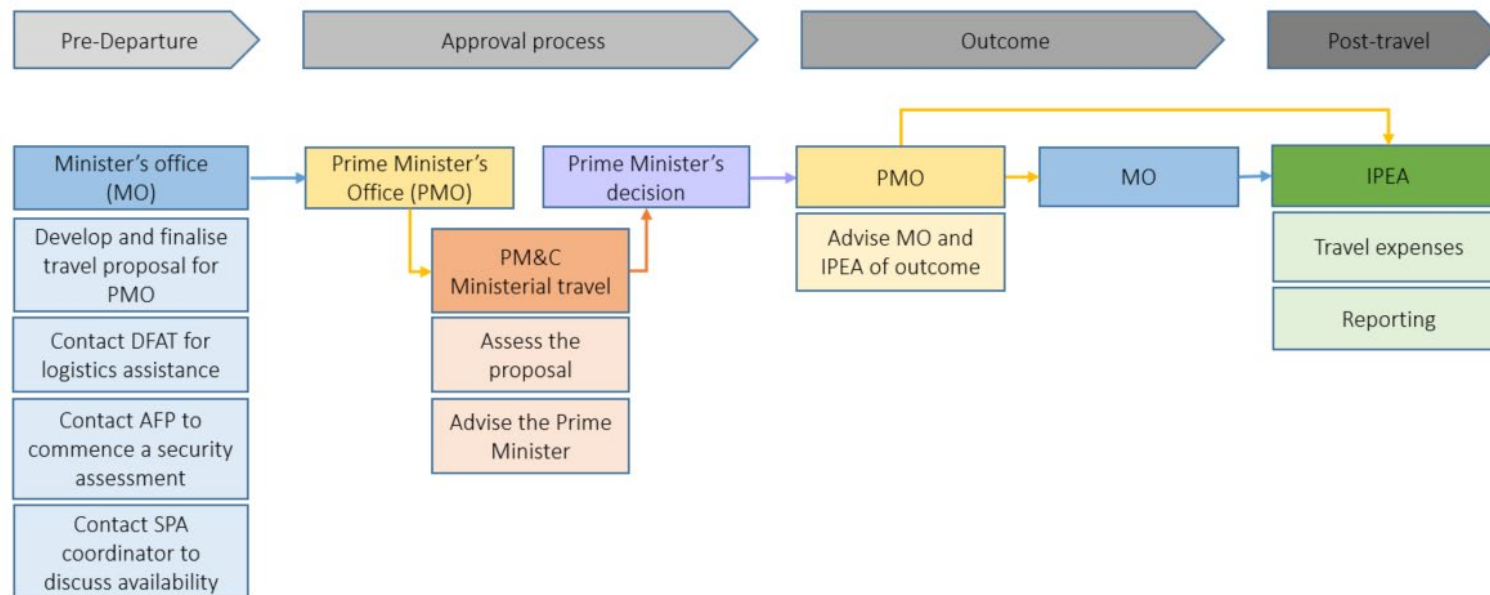 Pre-Departure
Approval process
Outcome
Post-travel
Minister’s office
(MO)
Develop and finalise
travel proposal for
PMO
Contact DFAT for
logistics assistance
Contact AFP to
commence a security
assessment
Contact SPA
coordinator to
discuss availability
Prime Minister’s
Office (PMO)
PM&C
Ministerial travel
Assess the
proposal
Advise the Prime
Minister
Prime Minister’s
decision
PMO
Advise MO and
IPEA of outcome
MO
IPEA
Travel expenses
Reporting